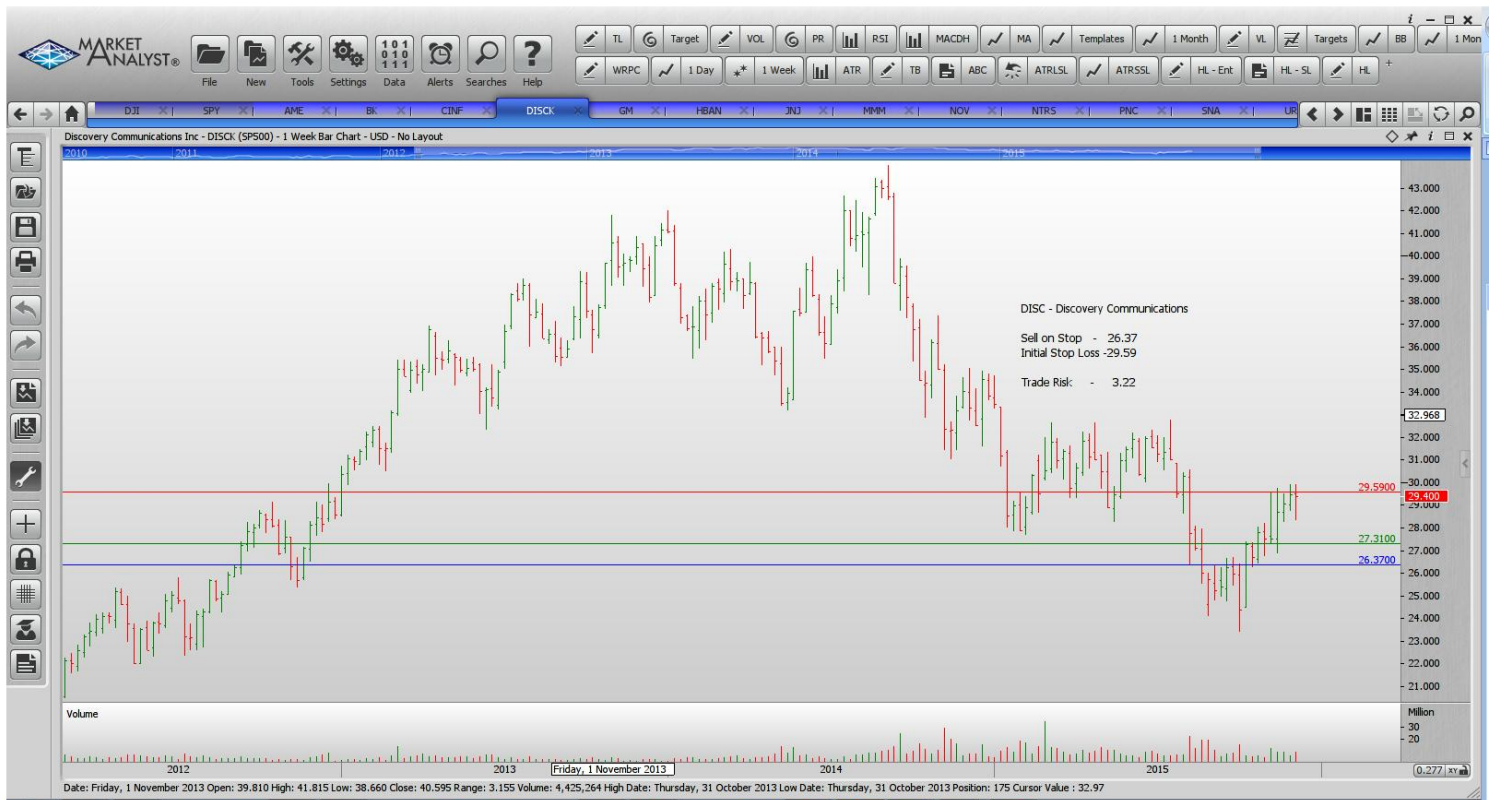 i
MARKET
ANALYST®
File New Tools Settings Data Alerts Searches Help
TL Target VOL PR RSI MACDH MA Templates 1 Month VL Targets BB 1 Mon
WRPC 1 Day 1 Week ATR TB ABC ATRLSL ATRSSL HL - Ent HL - SL HL +
DJI SPY AME BK CINF DISCK GM HBAN JNJ MMM NOV NTRS PNC SNA UR
Discovery Communications Inc - DISCK (SP500) - 1 Week Bar Chart - USD - No Layout
2010 2011 2012 2013 2014 2015
43.000
42.000
41.000
40.000
39.000
38.000
37.000
36.000
35.000
34.000
32.968
32.000
31.000
30.000
29.400
29.000
28.000
27.000
26.000
25.000
24.000
23.000
22.000
21.000
DISC - Discovery Communications
Sell on Stop - 26.37
Initial Stop Loss -29.59
Trade Risk - 3.22
29.5900
27.3100
26.3700
Volume
Million
30
20
2012 2013 Friday, 1 November 2013 2014 2015
0.277 XY
Date: Friday, 1 November 2013 Open: 39.810 High: 41.815 Low: 38.660 Close: 40.595 Range: 3.155 Volume: 4,425,264 High Date: Thursday, 31 October 2013 Low Date: Thursday, 31 October 2013 Position: 175 Cursor Value : 32.97